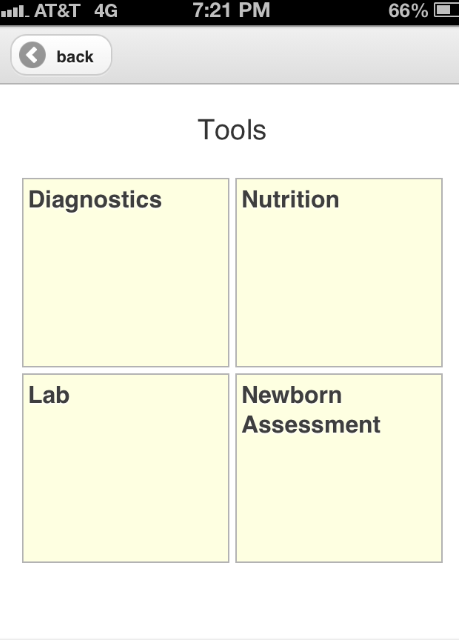 AT&T 4G 7:21 PM 66%
back
Tools
Diagnostics Nutrition
Lab Newborn
Assessment